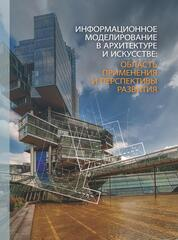 ИНФОРМАЦИОННОЕ
МОДЕЛИРОВАНИЕ
В АРХИТЕКТУРЕ
И ИСКУССТВЕ:
ОБЛАСТЬ
ПРИМЕНЕНИЯ
И ПЕРСПЕКТИВЫ
РАЗВИТИЯ